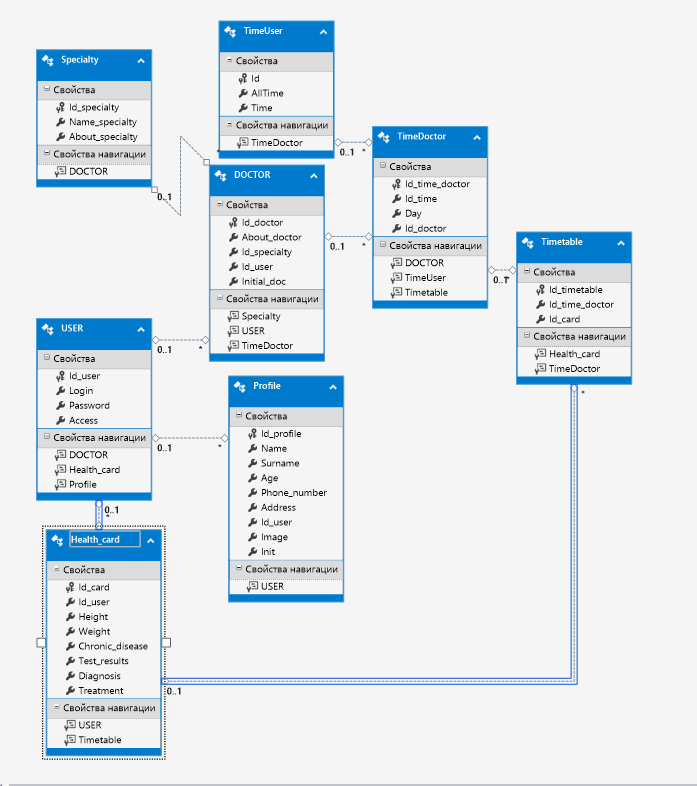 TimeUser
Свойства
Id
AllTime
Time
Свойства навигации
TimeDoctor
Specialty
Свойства
Id_specialty
Name_specialty
About_specialty
Свойства навигации
DOCTOR
0..1
*
0..1
*
TimeDoctor
Свойства
Id_time_doctor
Id_time
Day
Id_doctor
Свойства навигации
DOCTOR
TimeUser
Timetable
DOCTOR
Свойства
Id_doctor
About_doctor
Id_specialty
Id_user
Initial_doc
Свойства навигации
Specialty
USER
TimeDoctor
0..1
*
0..1
*
Timetable
Свойства
Id_timetable
Id_time_doctor
Id_card
Свойства навигации
Health_card
TimeDoctor
*
USER
Свойства
Id_user
Login
Password
Access
Свойства навигации
DOCTOR
Health_card
Profile
0..1
*
0..1
*
0..1
*
Profile
Свойства
Id_profile
Name
Surname
Age
Phone_number
Address
Id_user
Image
Init
Свойства навигации
USER
Health_card
Свойства
Id_card
Id_user
Height
Weight
Chronic_disease
Test_results
Diagnosis
Treatment
Свойства навигации
USER
Timetable
0..1